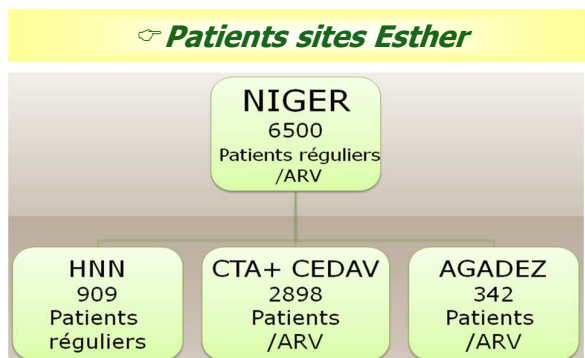 ☞ Patients sites Esther
NIGER
6500
Patients réguliers
/ARV
HNN
909
Patients
réguliers
CTA+ CEDAV
2898
Patients
/ARV
AGADEZ
342
Patients
/ARV